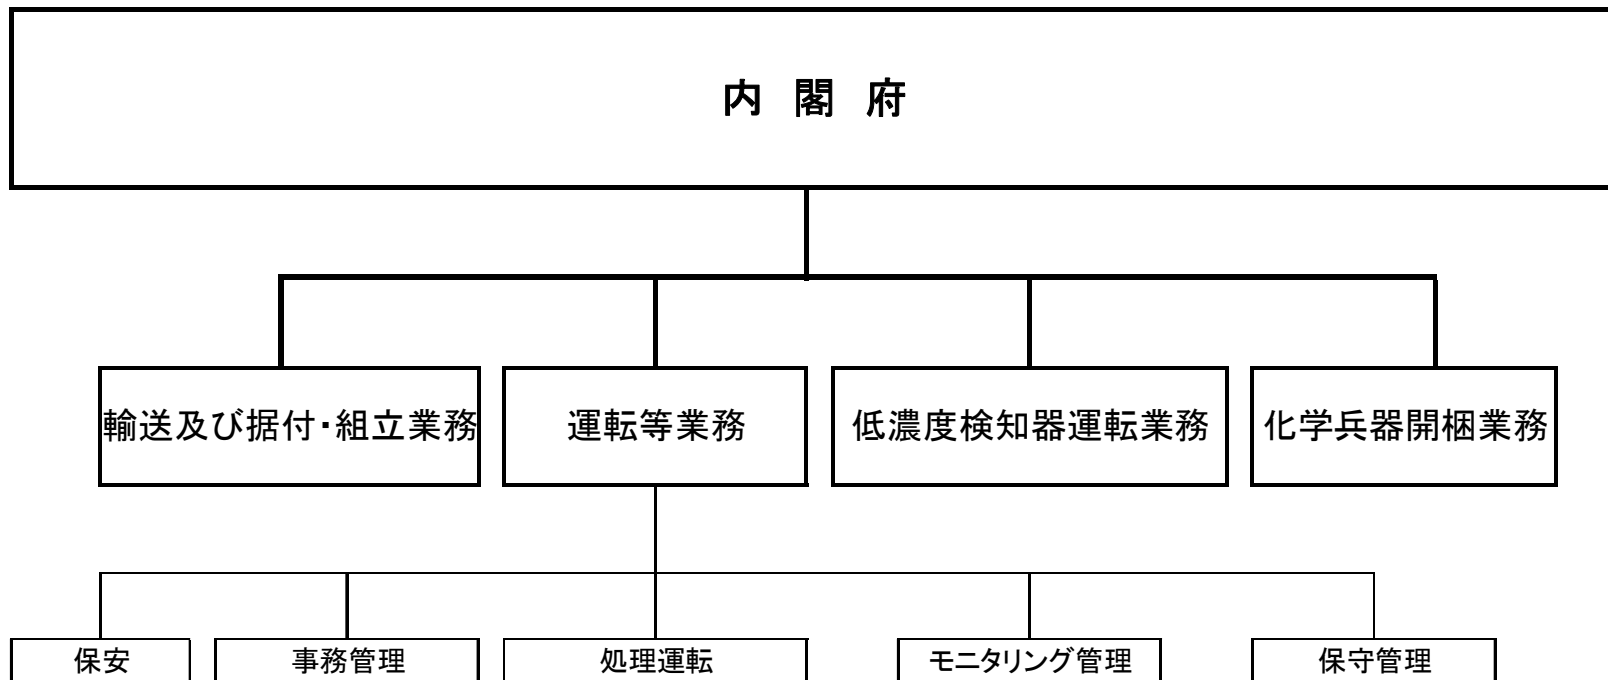 内 閣 府
輸送及び据付・組立業務
運転等業務
低濃度検知器運転業務
化学兵器開梱業務
保安
事務管理
処理運転
モニタリング管理
保守管理